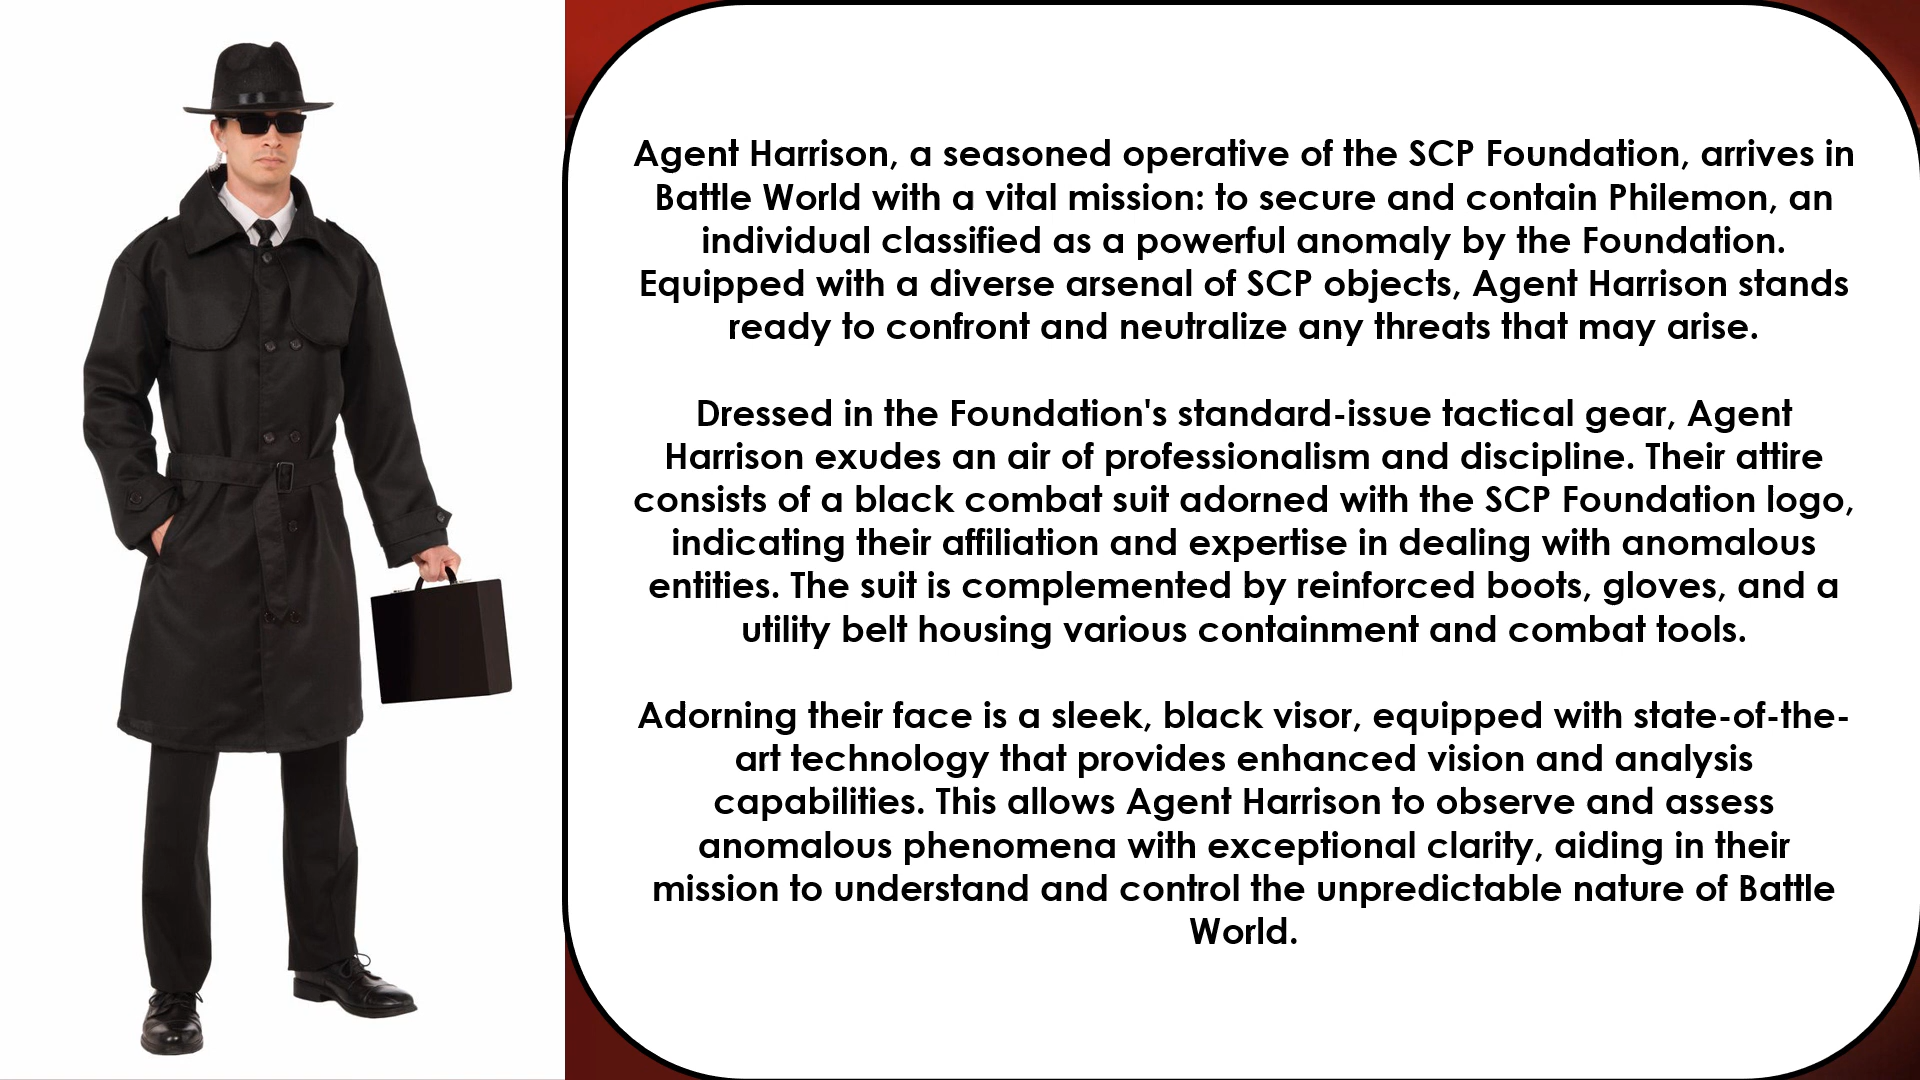 Agent Harrison, a seasoned operative of the SCP Foundation, arrives in
Battle World with a vital mission: to secure and contain Philemon, an
individual classified as a powerful anomaly by the Foundation.
Equipped with a diverse arsenal of SCP objects, Agent Harrison stands
ready to confront and neutralize any threats that may arise.
Dressed in the Foundation's standard-issue tactical gear, Agent
Harrison exudes an air of professionalism and discipline. Their attire
consists of a black combat suit adorned with the SCP Foundation logo,
indicating their affiliation and expertise in dealing with anomalous
entities. The suit is complemented by reinforced boots, gloves, and a
utility belt housing various containment and combat tools.
Adorning their face is a sleek, black visor, equipped with state-of-the-
art technology that provides enhanced vision and analysis
capabilities. This allows Agent Harrison to observe and assess
anomalous phenomena with exceptional clarity, aiding in their
mission to understand and control the unpredictable nature of Battle
World.